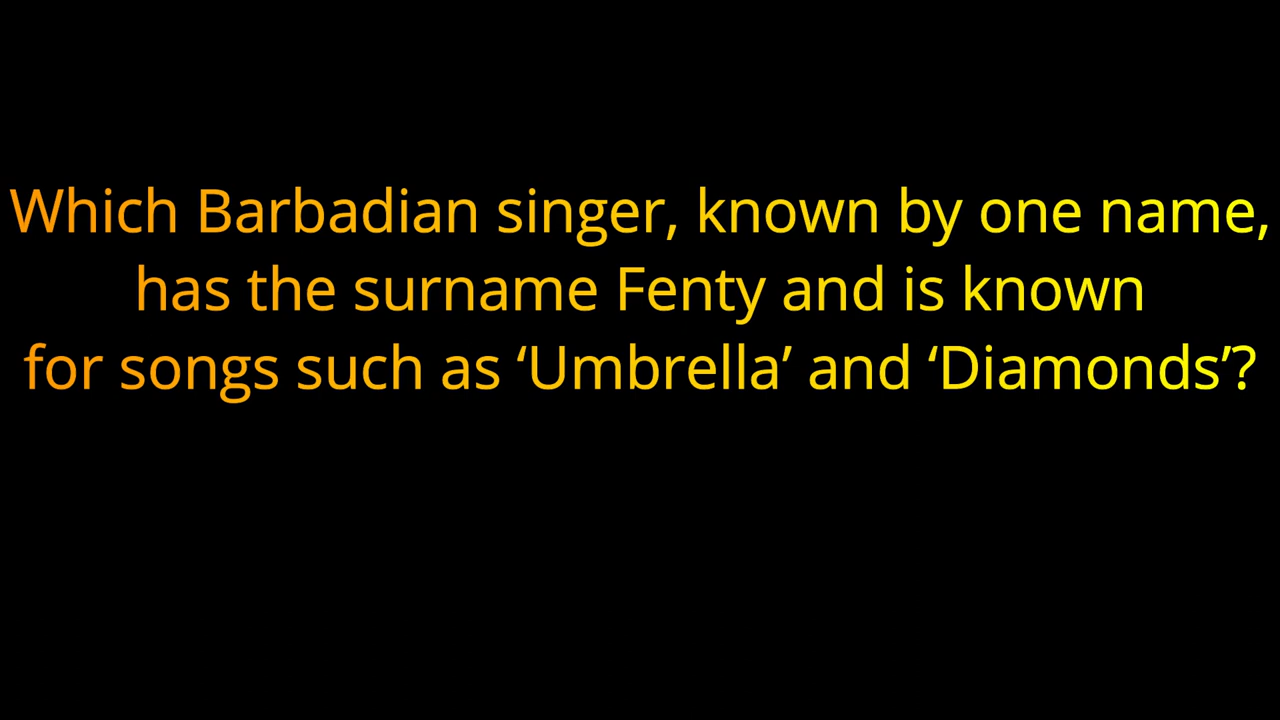 Which Barbadian singer, known by one name,
has the surname Fenty and is known
for songs such as ‘Umbrella’ and ‘Diamonds’?